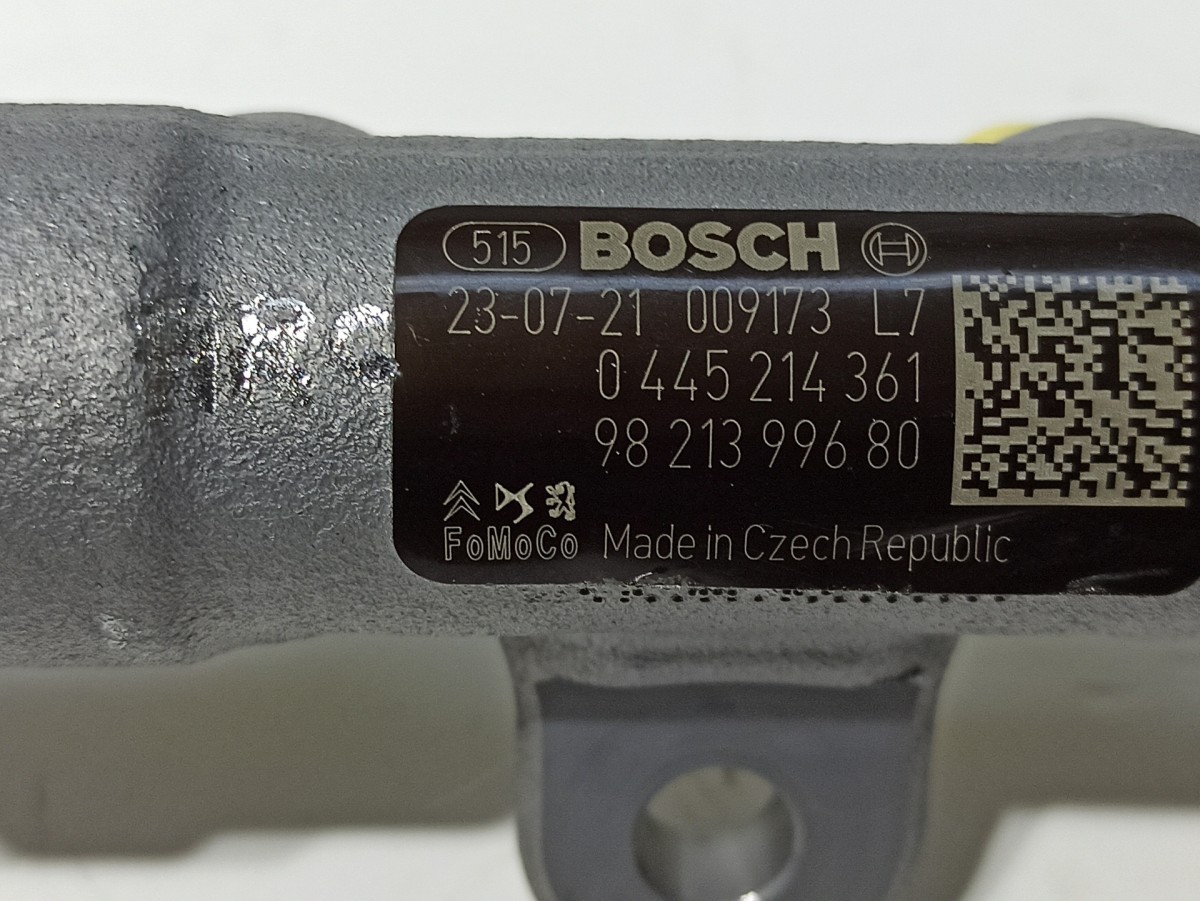 515 BOSCH
23-07-21 009173 L7
0 445 214 361
98 213 996 80
FoMoCo Made in Czech Republic